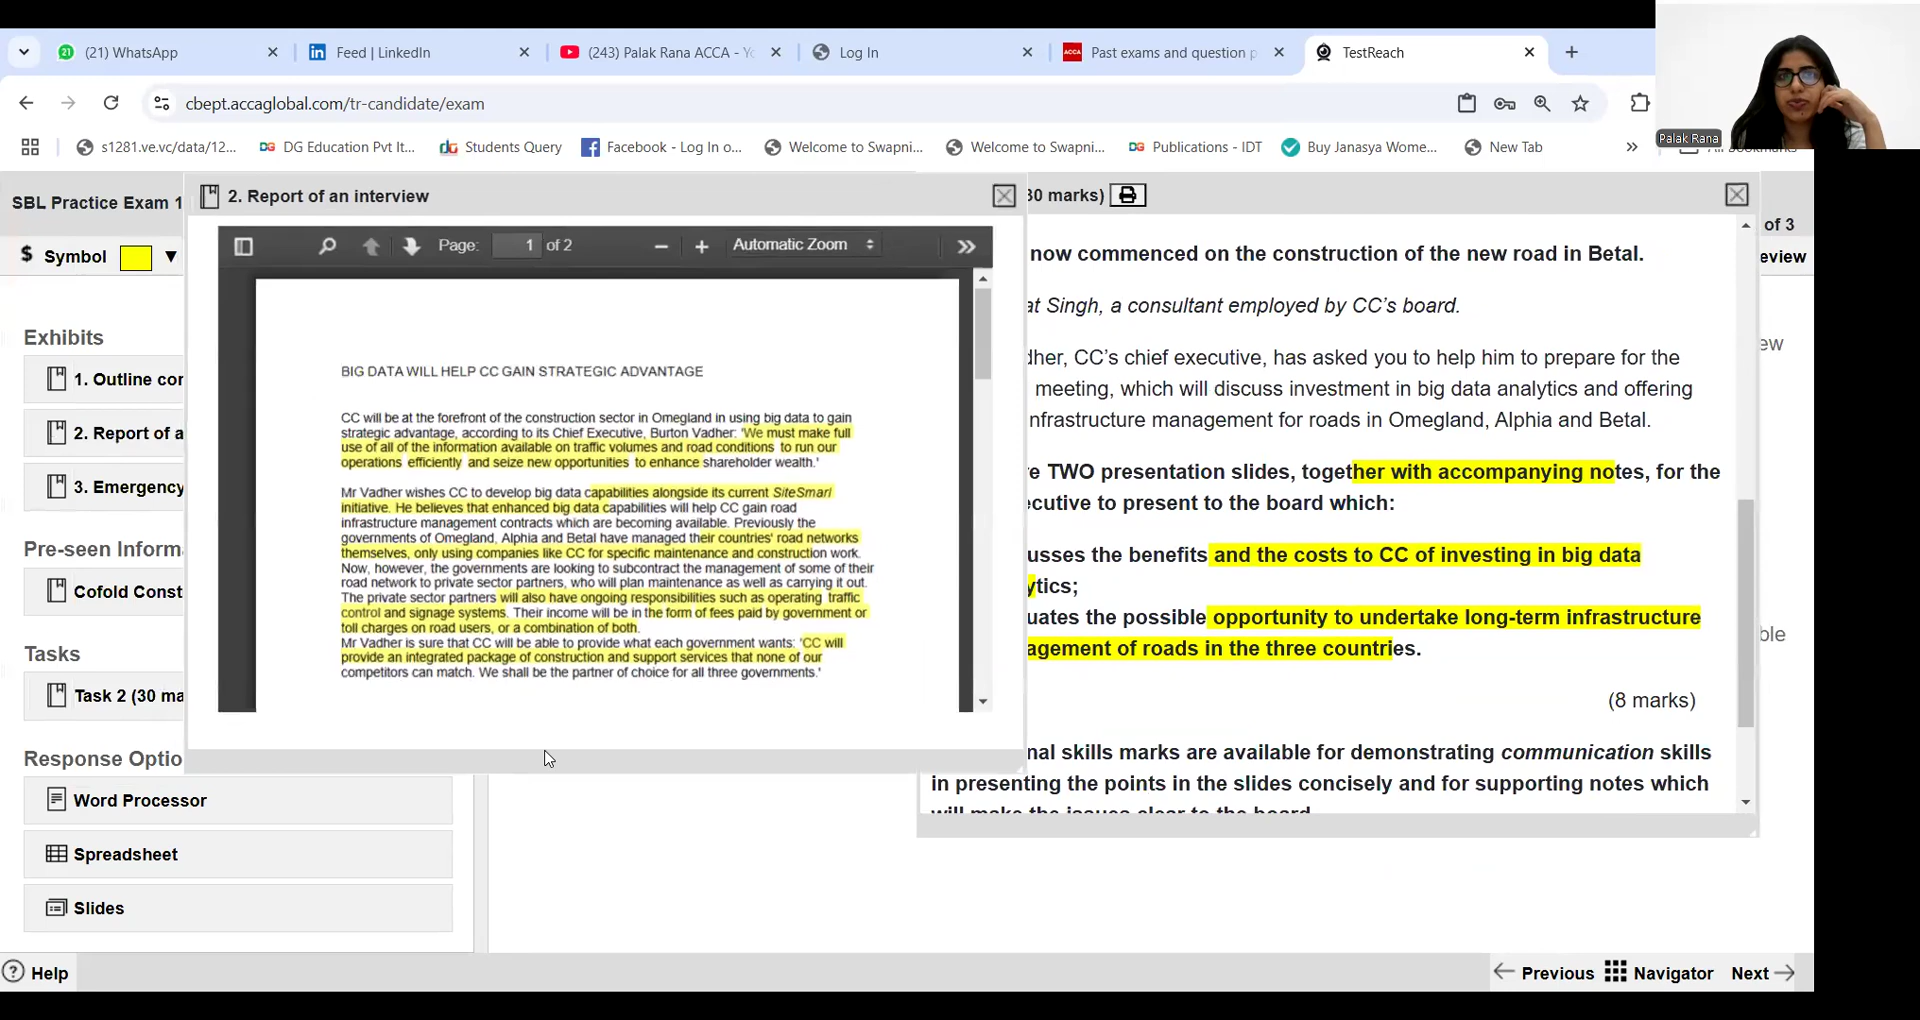 (21) WhatsApp
Feed | LinkedIn
(243) Palak Rana ACCA - Yo
Log In
Past exams and question p
TestReach
cbept.accaglobal.com/tr-candidate/exam
Palak Rana
s1281.ve.vc/data/12...
DG Education Pvt It...
Students Query
Facebook - Log In o...
Welcome to Swapni...
Welcome to Swapni...
Publications - IDT
Buy Janasya Wome...
New Tab
SBL Practice Exam 1
2. Report of an interview
30 marks)
of 3
$ Symbol
Page: 1 of 2
Automatic Zoom
eview
Exhibits
1. Outline cor
2. Report of a
3. Emergency
Pre-seen Inform
Cofold Const
Tasks
Task 2 (30 ma
Response Optio
Word Processor
Spreadsheet
Slides
BIG DATA WILL HELP CC GAIN STRATEGIC ADVANTAGE
CC will be at the forefront of the construction sector in Omegland in using big data to gain
strategic advantage, according to its Chief Executive, Burton Vadher: 'We must make full
use of all of the information available on traffic volumes and road conditions to run our
operations efficiently and seize new opportunities to enhance shareholder wealth.'
Mr Vadher wishes CC to develop big data capabilities alongside its current SiteSmart
initiative. He believes that enhanced big data capabilities will help CC gain road
infrastructure management contracts which are becoming available. Previously the
governments of Omegland, Alphia and Betal have managed their countries' road networks
themselves, only using companies like CC for specific maintenance and construction work.
Now, however, the governments are looking to subcontract the management of some of their
road network to private sector partners, who will plan maintenance as well as carrying it out.
The private sector partners will also have ongoing responsibilities such as operating traffic
control and signage systems. Their income will be in the form of fees paid by government or
toll charges on road users, or a combination of both.
Mr Vadher is sure that CC will be able to provide what each government wants: 'CC will
provide an integrated package of construction and support services that none of our
competitors can match. We shall be the partner of choice for all three governments.'
now commenced on the construction of the new road in Betal.
at Singh, a consultant employed by CC's board.
dher, CC's chief executive, has asked you to help him to prepare for the
meeting, which will discuss investment in big data analytics and offering
nfrastructure management for roads in Omegland, Alphia and Betal.
re TWO presentation slides, together with accompanying notes, for the
ecutive to present to the board which:
cusses the benefits and the costs to CC of investing in big data
ytics;
uates the possible opportunity to undertake long-term infrastructure
agement of roads in the three countries.
(8 marks)
nal skills marks are available for demonstrating communication skills
in presenting the points in the slides concisely and for supporting notes which
will make the issues clear to the board
ew
ble
Help
Previous
Navigator
Next